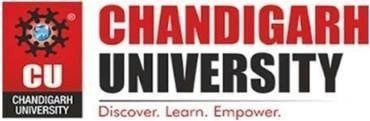 CU
CHANDIGARH
UNIVERSITY
®
CHANDIGARH
UNIVERSITY
Discover. Learn. Empower.